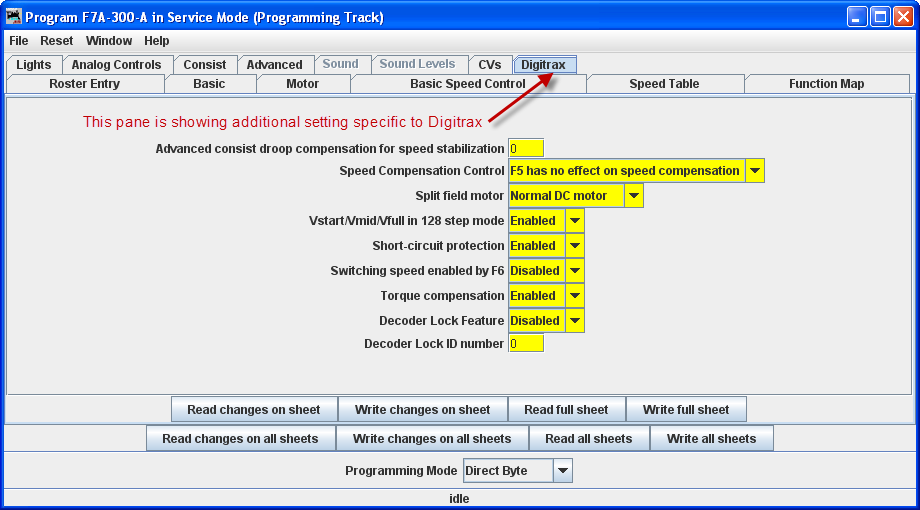 Program F7A-300-A in Service Mode (Programming Track)
File Reset Window Help
Lights Analog Controls Consist Advanced Sound Sound Levels CVs Digitrax
Roster Entry Basic Motor Basic Speed Control Speed Table Function Map
This pane is showing additional setting specific to Digitrax
Advanced consist droop compensation for speed stabilization 0
Speed Compensation Control F5 has no effect on speed compensation
Split field motor Normal DC motor
Vstart/Vmid/Vfull in 128 step mode Enabled
Short-circuit protection Enabled
Switching speed enabled by F6 Disabled
Torque compensation Enabled
Decoder Lock Feature Disabled
Decoder Lock ID number 0
Read changes on sheet Write changes on sheet Read full sheet Write full sheet
Read changes on all sheets Write changes on all sheets Read all sheets Write all sheets
Programming Mode Direct Byte
idle